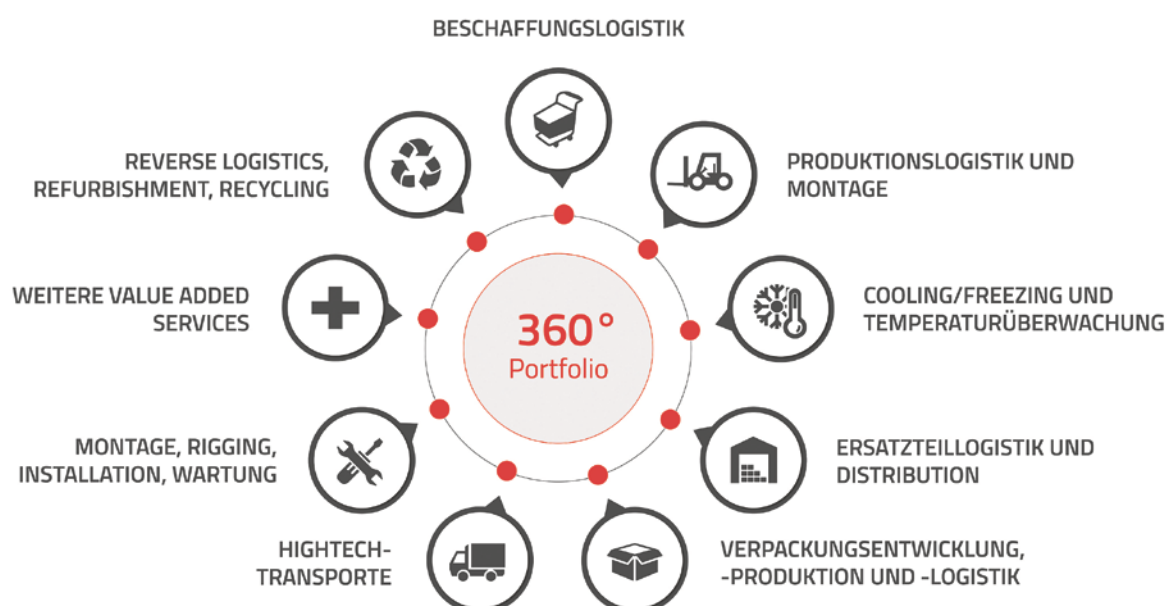 BESCHAFFUNGSLOGISTIK
PRODUKTIONSLOGISTIK UND
MONTAGE
COOLING/FREEZING UND
TEMPERATURÜBERWACHUNG
ERSATZTEILLOGISTIK UND
DISTRIBUTION
VERPACKUNGSENTWICKLUNG,
-PRODUKTION UND -LOGISTIK
HIGHTECH-
TRANSPORTE
MONTAGE, RIGGING,
INSTALLATION, WARTUNG
WEITERE VALUE ADDED
SERVICES
REVERSE LOGISTICS,
REFURBISHMENT, RECYCLING
360°
Portfolio